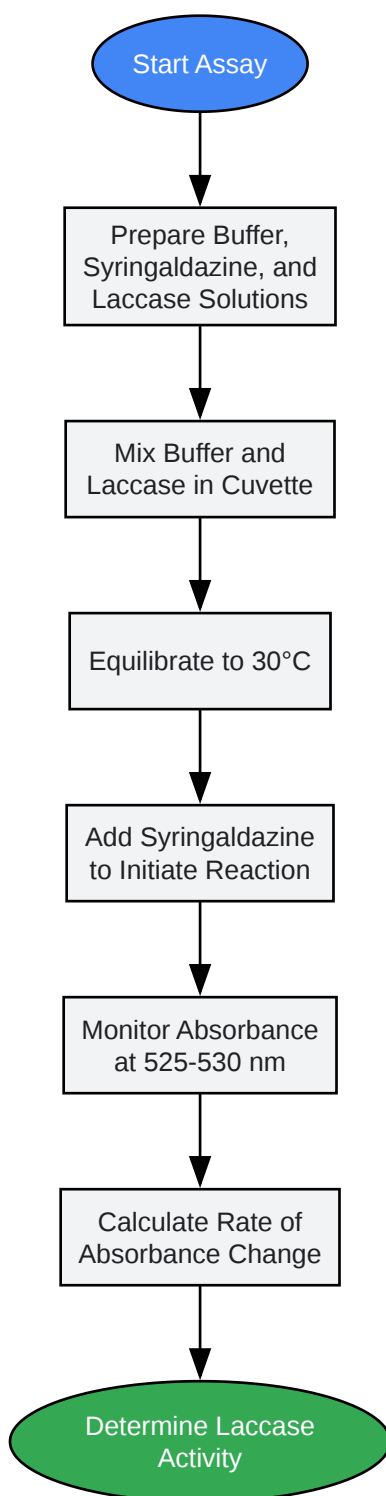 Start Assay
Prepare Buffer,
Syringaldazine, and
Laccase Solutions
Mix Buffer and
Laccase in Cuvette
Equilibrate to 30°C
Add Syringaldazine
to Initiate Reaction
Monitor Absorbance
at 525-530 nm
Calculate Rate of
Absorbance Change
Determine Laccase
Activity